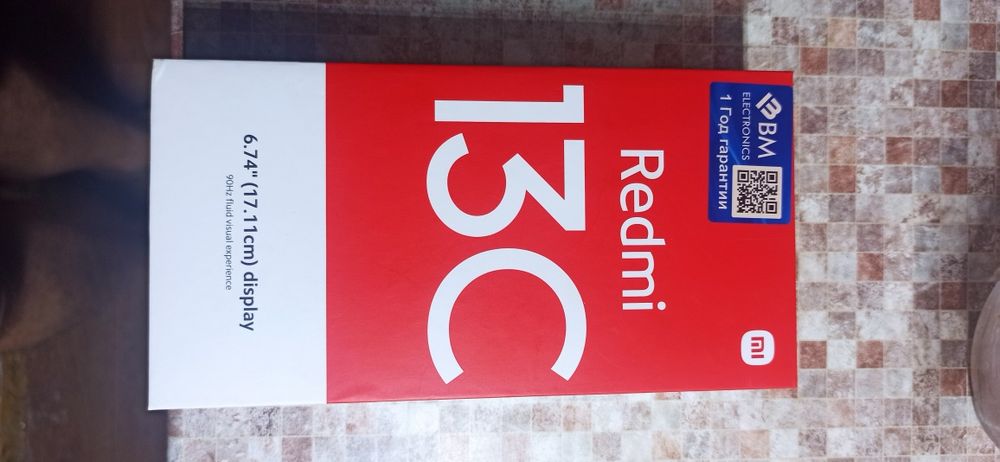 BM
ELECTRONICS
1 Год гарантии
mi
Redmi
13C
6.74" (17.11cm) display
90Hz fluid visual experience